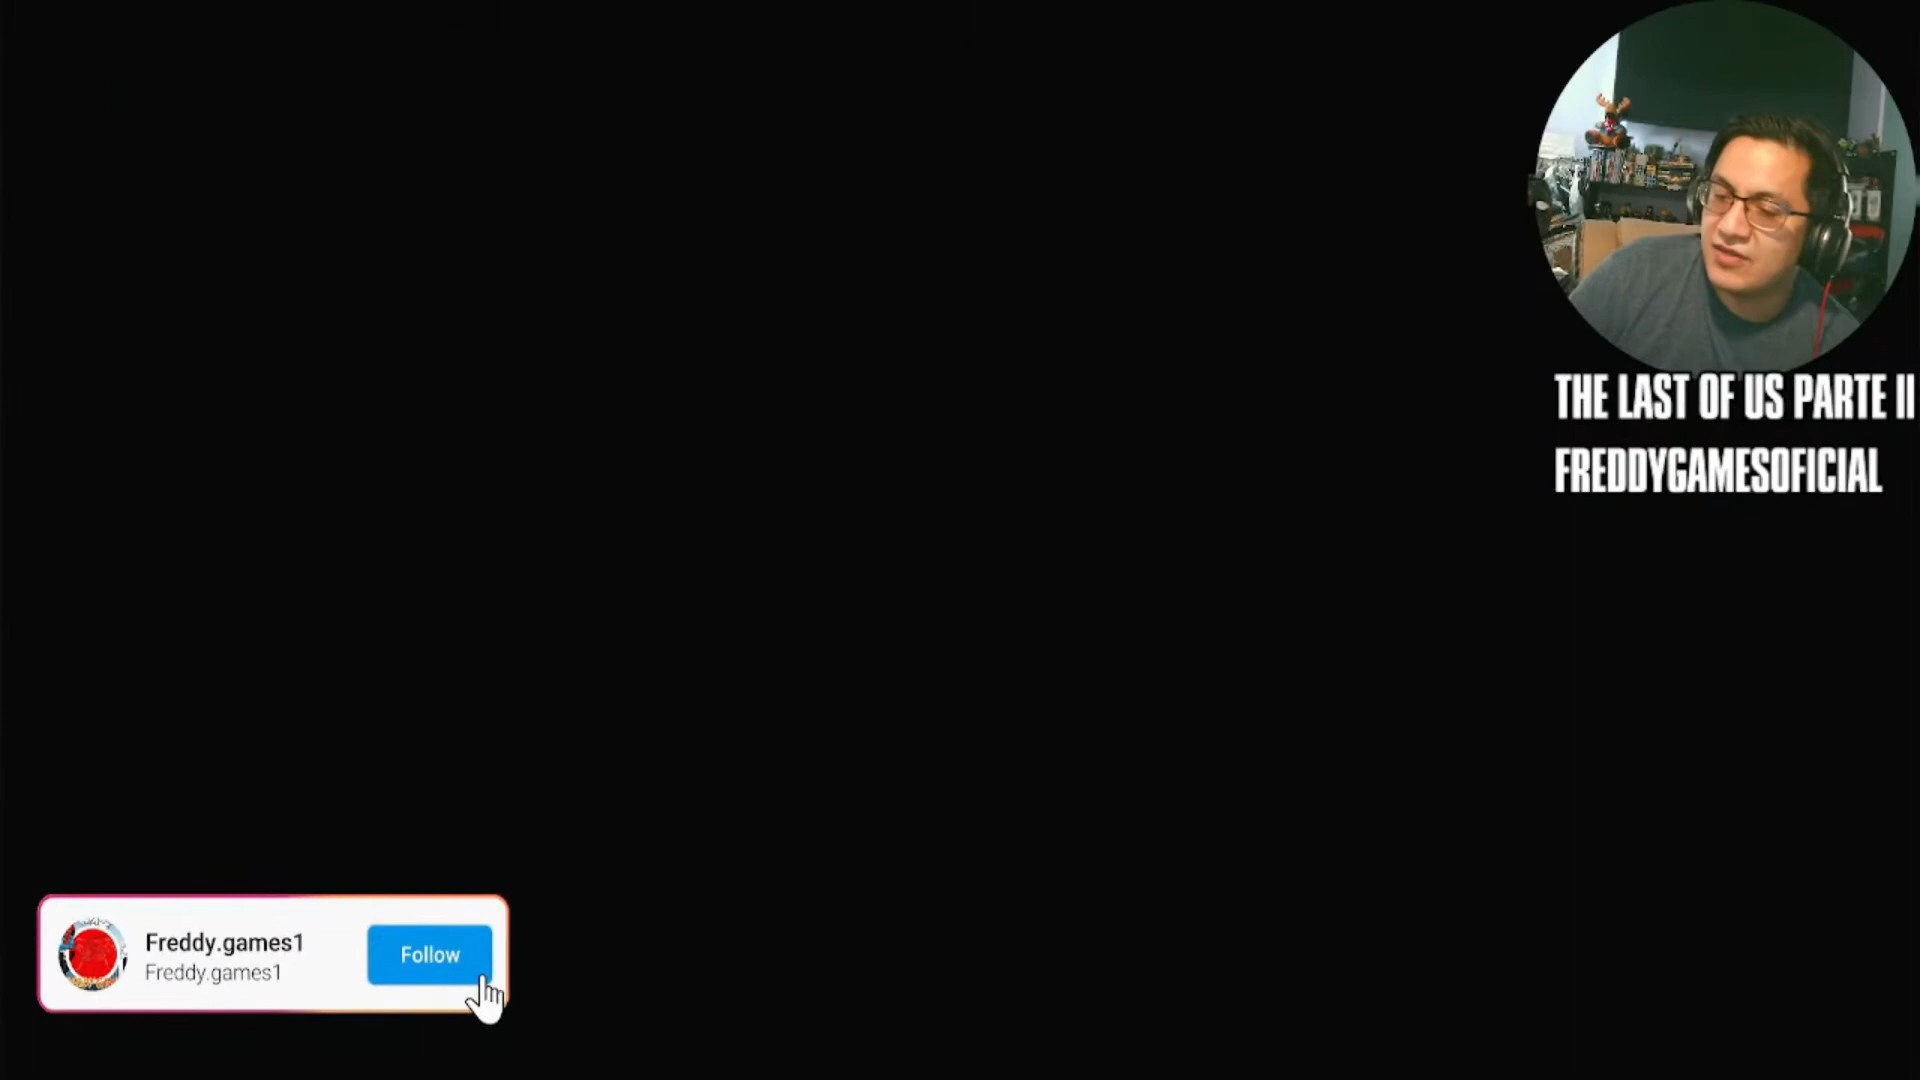 THE LAST OF US PARTE II
FREDDYGAMESOFICIAL
Freddy.games1
Freddy.games1
Follow